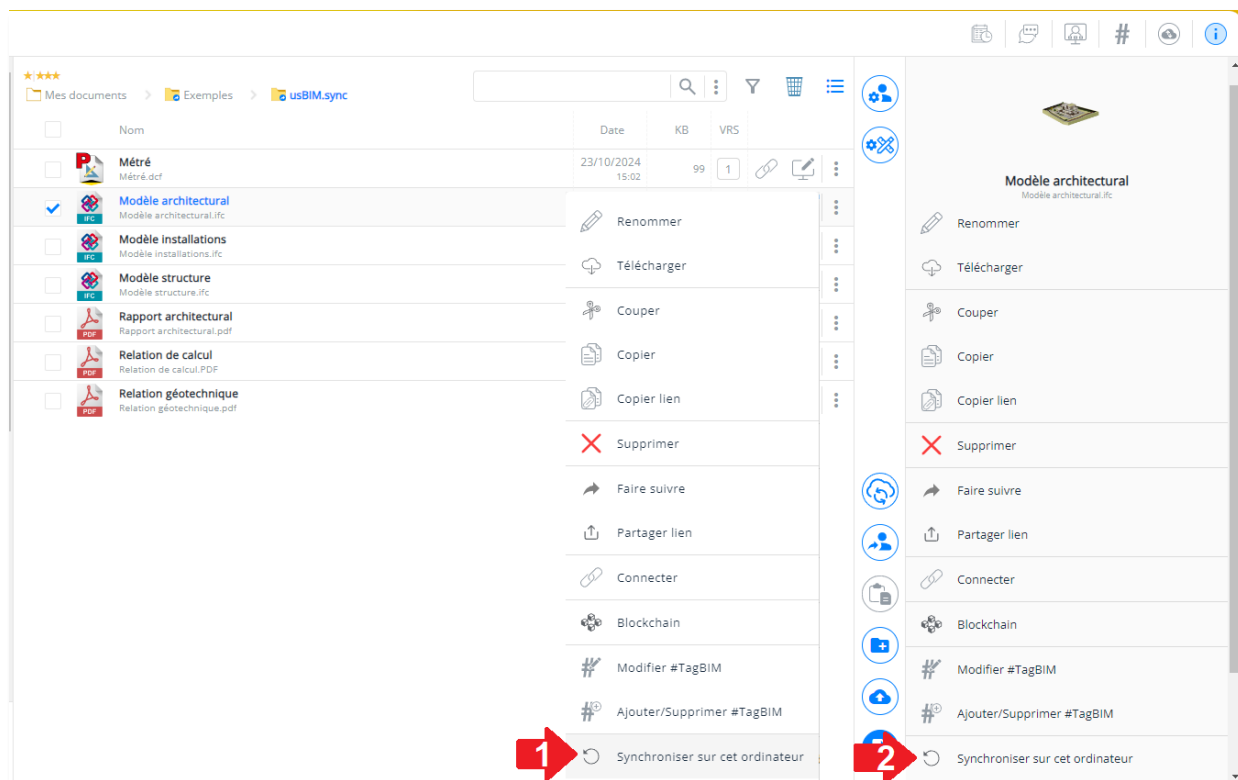 #
i
Mes documents > Exemples > usBIM.sync
Nom Date KB VRS
Métré
Métré.dcf
23/10/2024
15:02
99
1
Modèle architectural
Modèle architectural.ifc
IFC
Modèle installations
Modèle installations.ifc
IFC
Modèle structure
Modèle structure.ifc
IFC
Rapport architectural
Rapport architectural.pdf
PDF
Relation de calcul
Relation de calcul.PDF
PDF
Relation géotechnique
Relation géotechnique.pdf
PDF
Renommer
Télécharger
Couper
Copier
Copier lien
Supprimer
Faire suivre
Partager lien
Connecter
Blockchain
Modifier #TagBIM
Ajouter/Supprimer #TagBIM
1
Synchroniser sur cet ordinateur
Modèle architectural
Modèle architectural.ifc
Renommer
Télécharger
Couper
Copier
Copier lien
Supprimer
Faire suivre
Partager lien
Connecter
Blockchain
Modifier #TagBIM
Ajouter/Supprimer #TagBIM
2
Synchroniser sur cet ordinateur